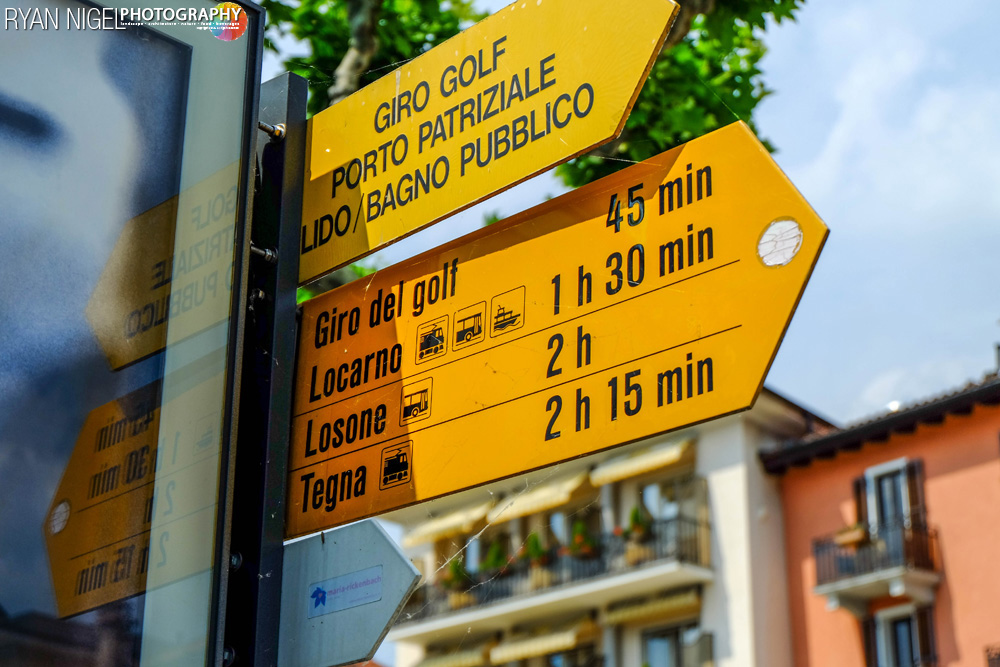 RYAN NIGEL PHOTOGRAPHY
GIRO GOLF
PORTO PATRIZIALE
LIDO/BAGNO PUBBLICO
Giro del golf 45 min
Locarno 1 h 30 min
Losone 2 h
Tegna 2 h 15 min